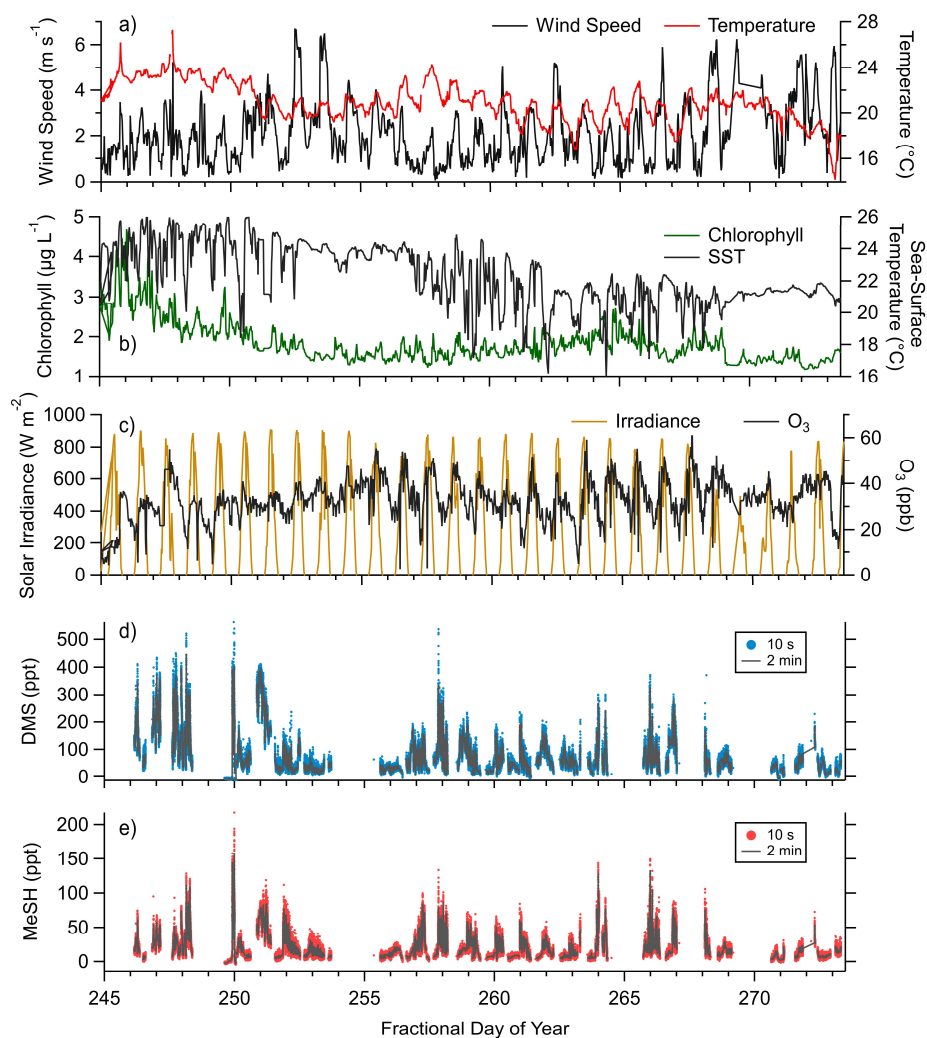 a)
Wind Speed
Temperature
Wind Speed (m s⁻¹)
6
4
2
0
28
24
20
16
Temperature (°C)
b)
Chlorophyll
SST
Chlorophyll (µg L⁻¹)
5
4
3
2
1
26
24
22
20
18
16
Sea-Surface
Temperature (°C)
c)
Irradiance
O₃
Solar Irradiance (W m⁻²)
1000
800
600
400
200
0
60
40
20
0
O₃ (ppb)
d)
10 s
2 min
DMS (ppt)
500
400
300
200
100
0
e)
10 s
2 min
MeSH (ppt)
200
150
100
50
0
245
250
255
260
265
270
Fractional Day of Year